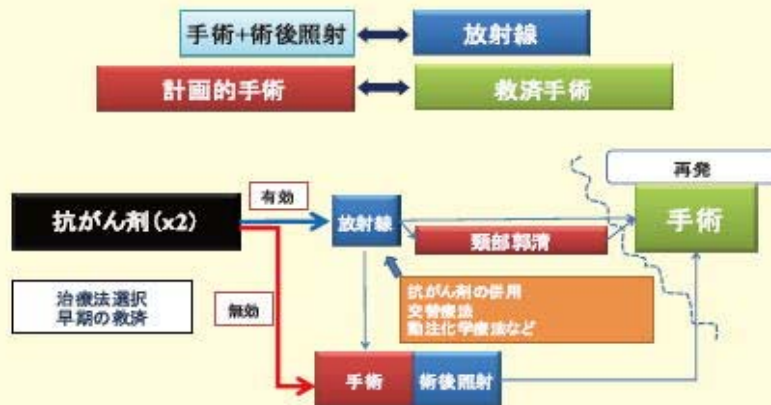 手術+術後照射
放射線
計画的手術
救済手術
再発
抗がん剤(x2)
有効
放射線
頸部郭清
手術
治療法選択
早期の救済
無効
抗がん剤の併用
交替療法
動注化学療法など
手術
術後照射